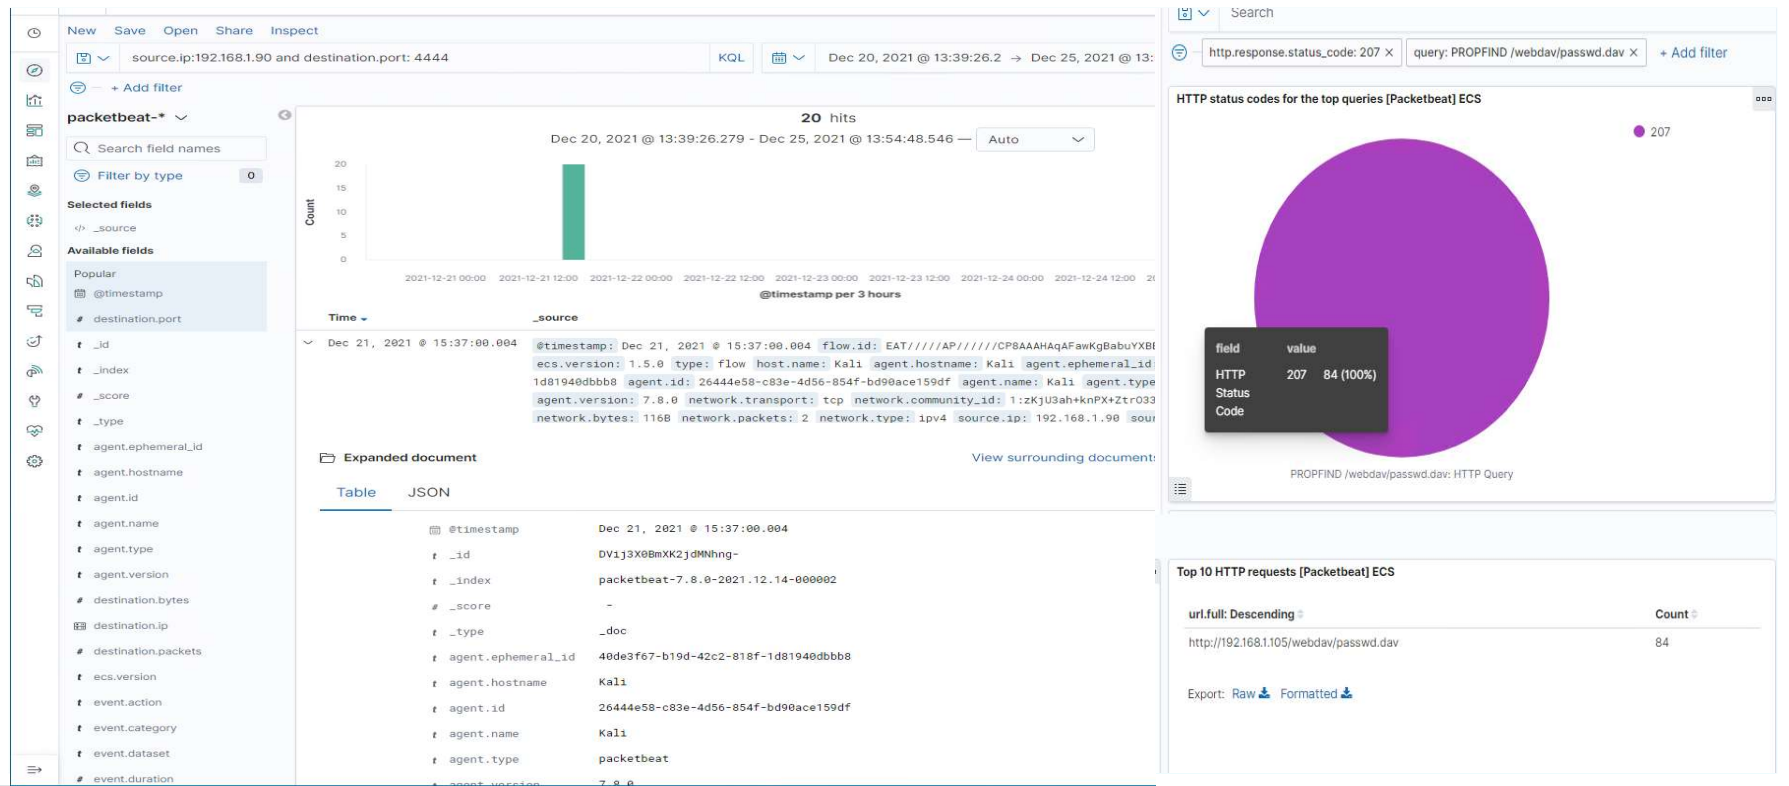 New Save Open Share Inspect
source.ip:192.168.1.90 and destination.port: 4444 KQL Dec 20, 2021 @ 13:39:26.2 → Dec 25, 2021 @ 13:
+ Add filter
packetbeat-*
Search field names
Filter by type 0
Selected fields
</> _source
Available fields
Popular
@timestamp
# destination.port
t _id
t _index
# _score
t _type
t agent.ephemeral_id
t agent.hostname
t agent.id
t agent.name
t agent.type
t agent.version
# destination.bytes
destination.ip
# destination.packets
t ecs.version
t event.action
t event.category
t event.dataset
# event.duration
20 hits
Dec 20, 2021 @ 13:39:26.279 - Dec 25, 2021 @ 13:54:48.546 — Auto
Count
20
15
10
5
0
2021-12-21 00:00 2021-12-21 12:00 2021-12-22 00:00 2021-12-22 12:00 2021-12-23 00:00 2021-12-23 12:00 2021-12-24 00:00 2021-12-24 12:00
@timestamp per 3 hours
Time _source
Dec 21, 2021 @ 15:37:00.004 @timestamp: Dec 21, 2021 @ 15:37:00.004 flow.id: EAT/////AP//////CP8AAAHAqAFawKgBabuYXBE
ecs.version: 1.5.0 type: flow host.name: Kali agent.hostname: Kali agent.ephemeral_id:
1d81940dbbb8 agent.id: 26444e58-c83e-4d56-854f-bd90ace159df agent.name: Kali agent.type
agent.version: 7.8.0 network.transport: tcp network.community_id: 1:zKjU3ah+knPX+ZtrO33
network.bytes: 116B network.packets: 2 network.type: ipv4 source.ip: 192.168.1.90 sour
Expanded document View surrounding document
Table JSON
@timestamp Dec 21, 2021 @ 15:37:00.004
t _id DVij3X0BmXK2jdMNhng-
t _index packetbeat-7.8.0-2021.12.14-000002
# _score -
t _type _doc
t agent.ephemeral_id 40de3f67-b19d-42c2-818f-1d81940dbbb8
t agent.hostname Kali
t agent.id 26444e58-c83e-4d56-854f-bd90ace159df
t agent.name Kali
t agent.type packetbeat
t agent.version 7.8.0
Search
http.response.status_code: 207 × query: PROPFIND /webdav/passwd.dav × + Add filter
HTTP status codes for the top queries [Packetbeat] ECS
207
field value
HTTP 207 84 (100%)
Status
Code
PROPFIND /webdav/passwd.dav: HTTP Query
Top 10 HTTP requests [Packetbeat] ECS
url.full: Descending Count
http://192.168.1.105/webdav/passwd.dav 84
Export: Raw Formatted